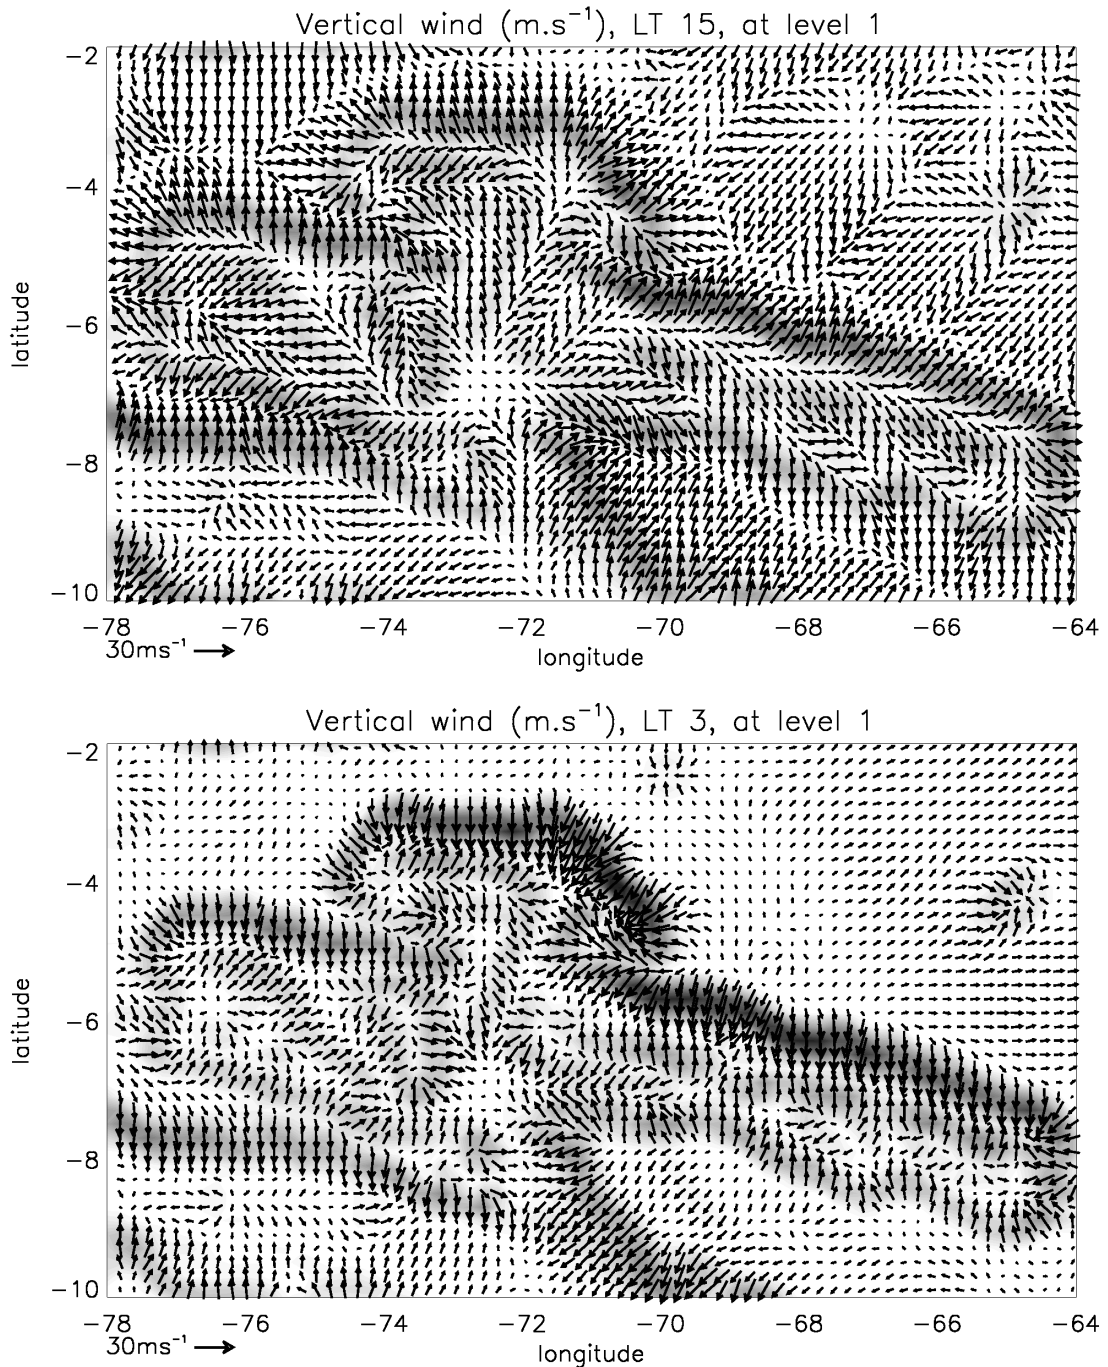 Vertical wind (m.s⁻¹), LT 15, at level 1
-2
-4
-6
-8
-10
latitude
-78 -76 -74 -72 -70 -68 -66 -64
30ms⁻¹
longitude
Vertical wind (m.s⁻¹), LT 3, at level 1
-2
-4
-6
-8
-10
latitude
-78 -76 -74 -72 -70 -68 -66 -64
30ms⁻¹
longitude